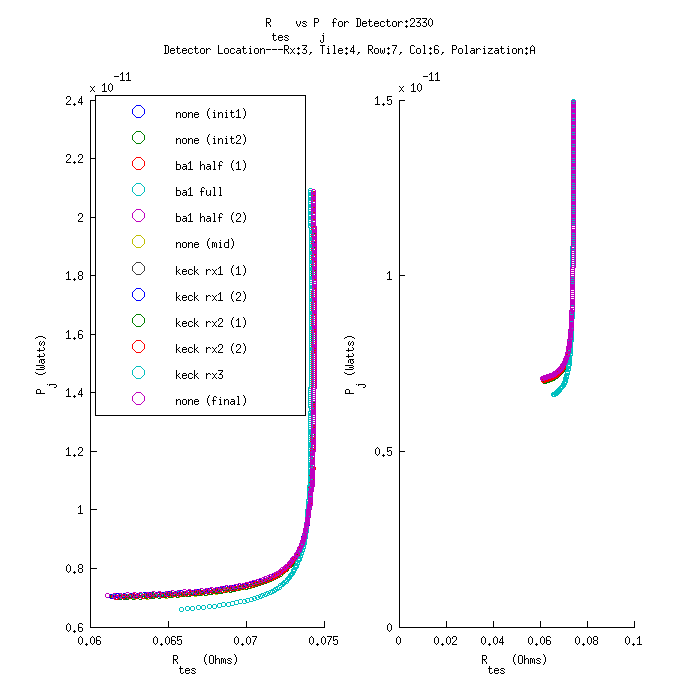 R    vs P  for Detector:2330
tes    j
Detector Location---Rx:3, Tile:4, Row:7, Col:6, Polarization:A
x 10^-11
2.4
2.2
2
1.8
1.6
1.4
1.2
1
0.8
0.6
P_j (Watts)
none (init1)
none (init2)
ba1 half (1)
ba1 full
ba1 half (2)
none (mid)
keck rx1 (1)
keck rx1 (2)
keck rx2 (1)
keck rx2 (2)
keck rx3
none (final)
0.06 0.065 0.07 0.075
R_tes (Ohms)
x 10^-11
1.5
1
0.5
0
P_j (Watts)
0 0.02 0.04 0.06 0.08 0.1
R_tes (Ohms)